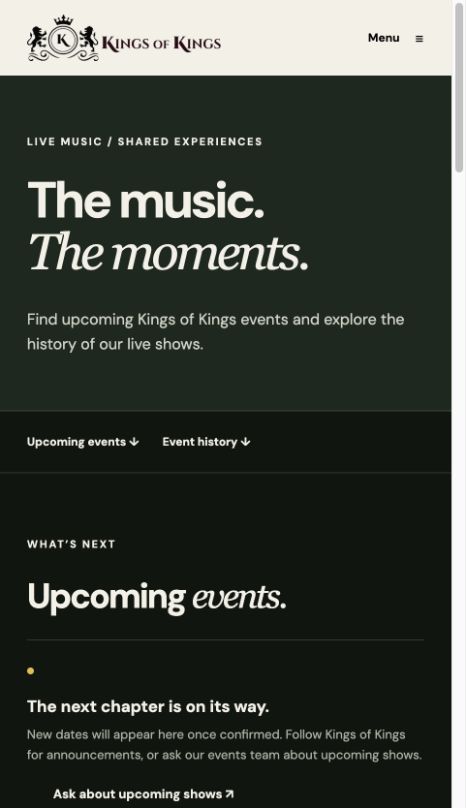 K
KINGS OF KINGS
Menu ≡
LIVE MUSIC / SHARED EXPERIENCES
The music.
The moments.
Find upcoming Kings of Kings events and explore the
history of our live shows.
Upcoming events ↓ Event history ↓
WHAT'S NEXT
Upcoming events.
The next chapter is on its way.
New dates will appear here once confirmed. Follow Kings of Kings
for announcements, or ask our events team about upcoming shows.
Ask about upcoming shows ↗